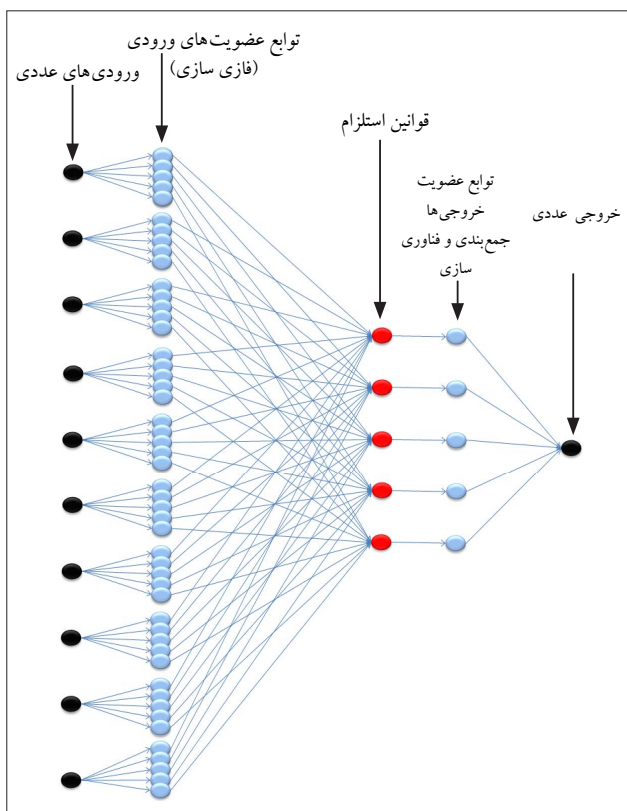 توابع عضویت‌های ورودی
(فازی سازی)
ورودی‌های عددی
قوانین استلزام
توابع عضویت
خروجی‌ها
جمع‌بندی و فناوری
سازی
خروجی عددی